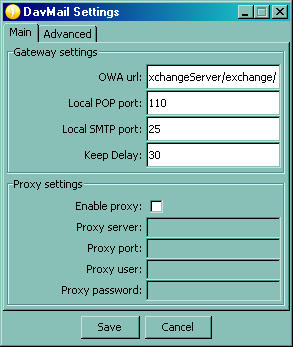 DavMail Settings
Main Advanced
Gateway settings
OWA url: xchangeServer/exchange/
Local POP port: 110
Local SMTP port: 25
Keep Delay: 30
Proxy settings
Enable proxy:
Proxy server:
Proxy port:
Proxy user:
Proxy password:
Save Cancel